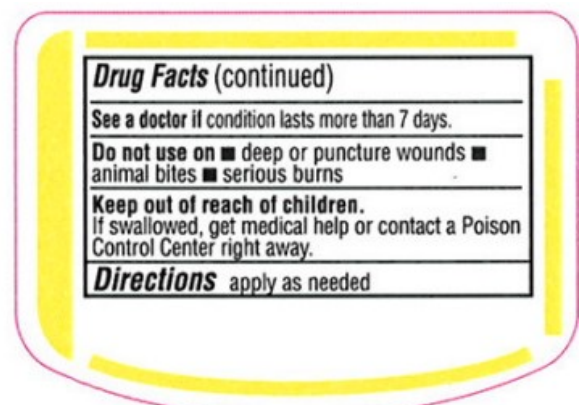 Drug Facts (continued)
See a doctor if condition lasts more than 7 days.
Do not use on ■ deep or puncture wounds ■
animal bites ■ serious burns
Keep out of reach of children.
If swallowed, get medical help or contact a Poison
Control Center right away.
Directions apply as needed